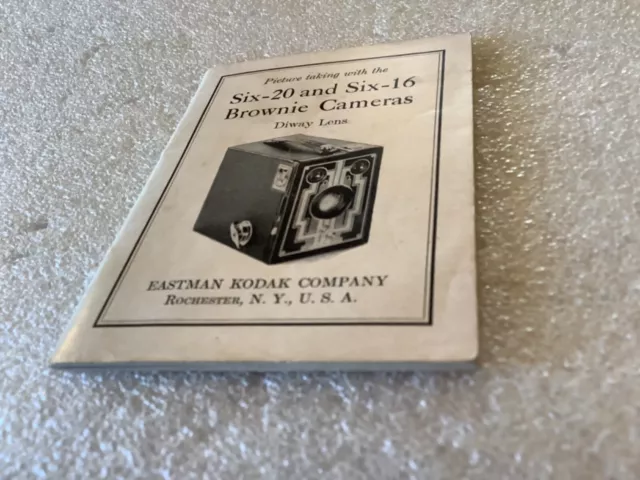 Picture taking with the
Six-20 and Six-16
Brownie Cameras
Diway Lens
EASTMAN KODAK COMPANY
ROCHESTER, N. Y., U. S. A.